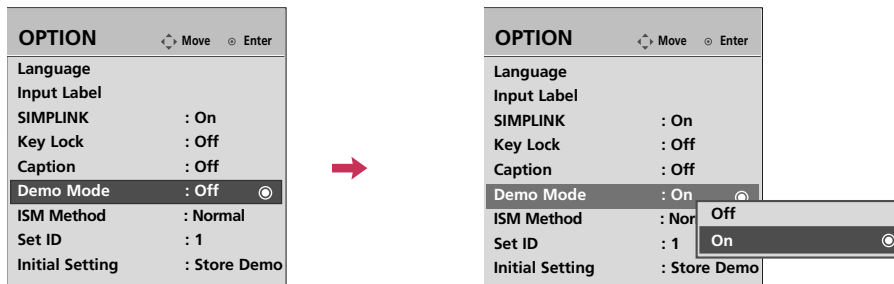 OPTION Move Enter
Language
Input Label
SIMPLINK : On
Key Lock : Off
Caption : Off
Demo Mode : Off
ISM Method : Normal
Set ID : 1
Initial Setting : Store Demo
OPTION Move Enter
Language
Input Label
SIMPLINK : On
Key Lock : Off
Caption : Off
Demo Mode : On
ISM Method : Nor
Set ID : 1
Initial Setting : Store Demo
Off
On